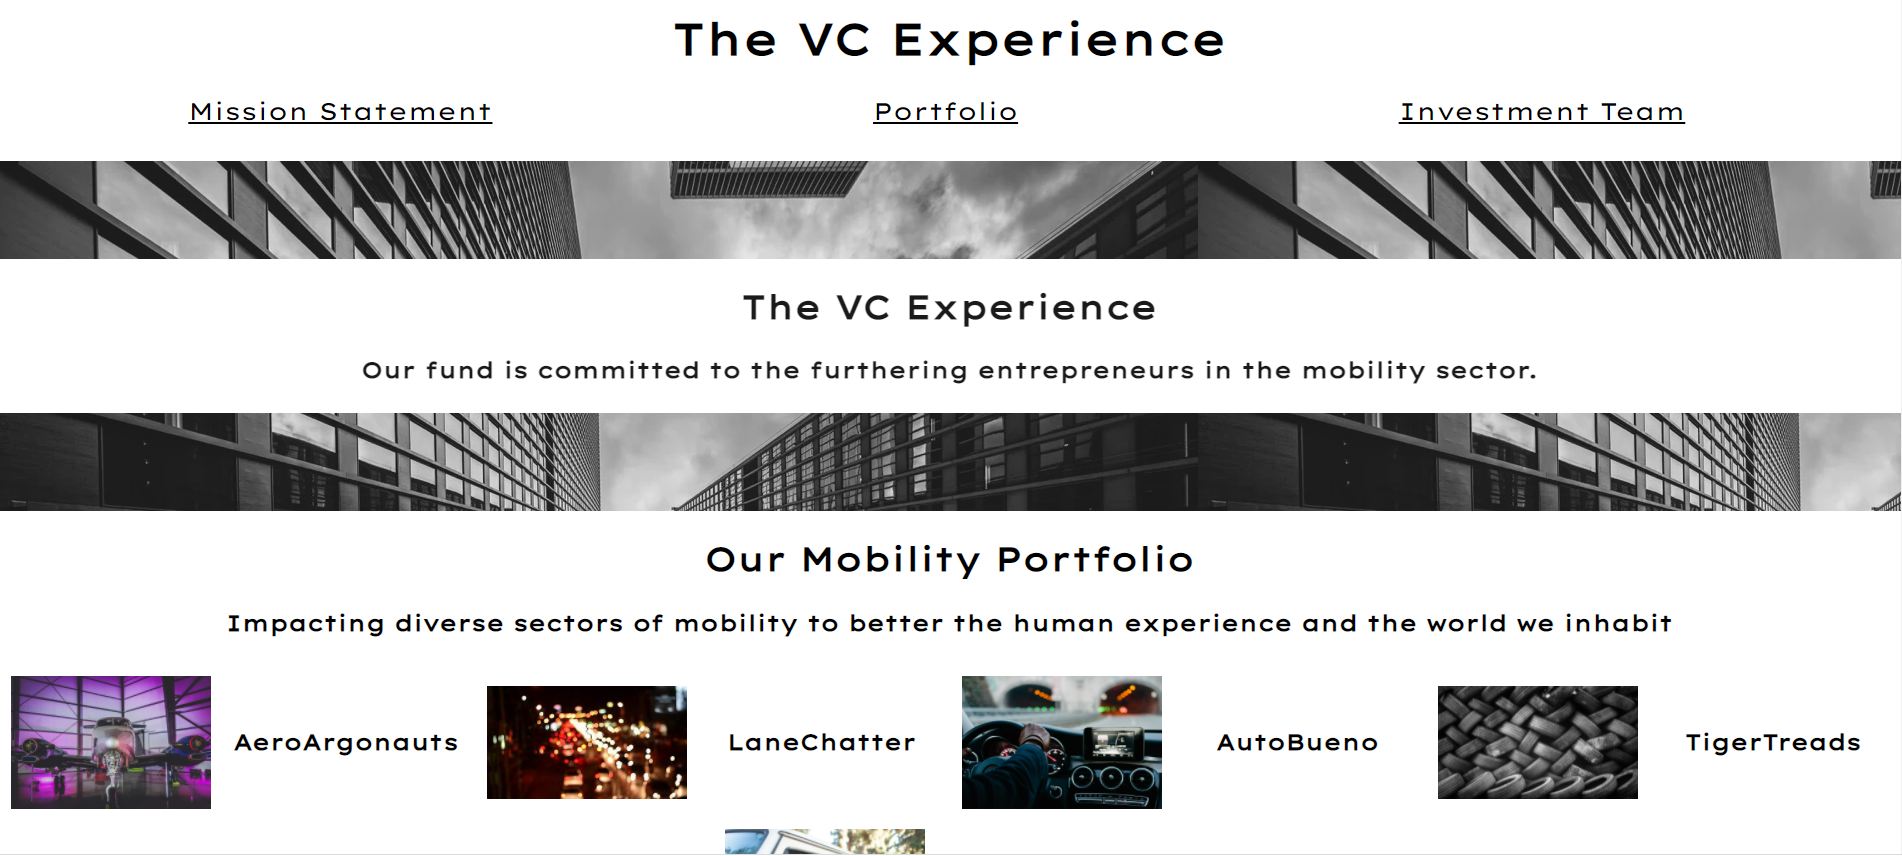 The VC Experience
Mission Statement Portfolio Investment Team
The VC Experience
Our fund is committed to the furthering entrepreneurs in the mobility sector.
Our Mobility Portfolio
Impacting diverse sectors of mobility to better the human experience and the world we inhabit
AeroArgonauts LaneChatter AutoBueno TigerTreads